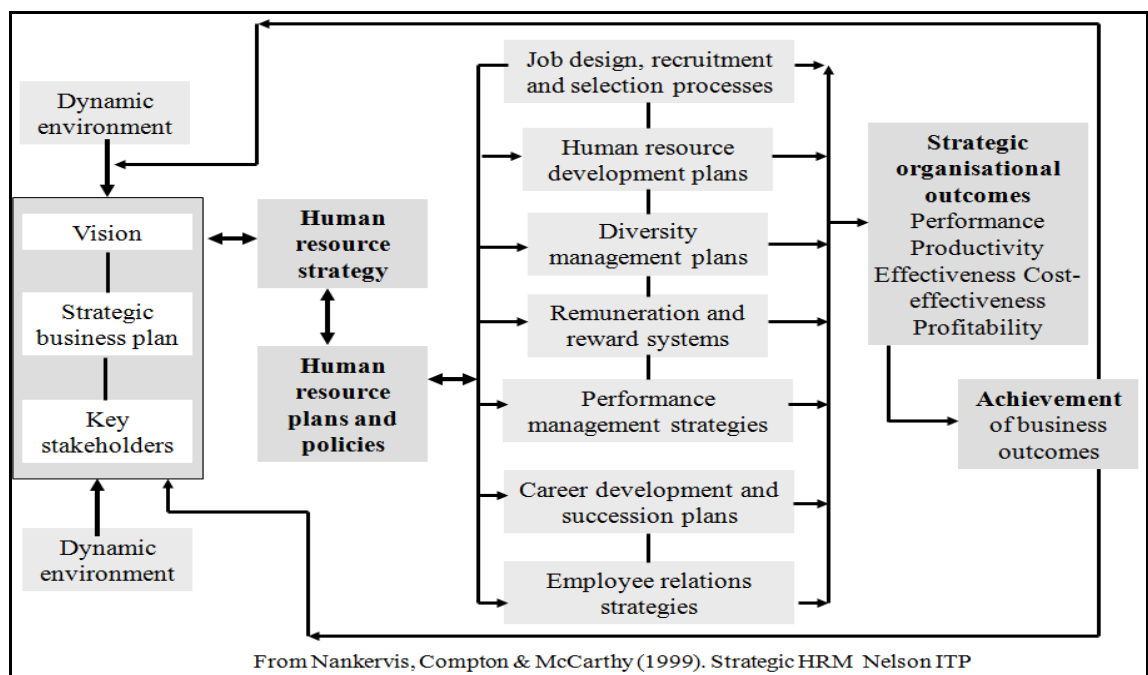 Dynamic
environment
Vision
Strategic
business plan
Key
stakeholders
Dynamic
environment
Human
resource
strategy
Human
resource
plans and
policies
Job design, recruitment
and selection processes
Human resource
development plans
Diversity
management plans
Remuneration and
reward systems
Performance
management strategies
Career development and
succession plans
Employee relations
strategies
Strategic
organisational
outcomes
Performance
Productivity
Effectiveness Cost-
effectiveness
Profitability
Achievement
of business
outcomes
From Nankervis, Compton & McCarthy (1999). Strategic HRM Nelson ITP